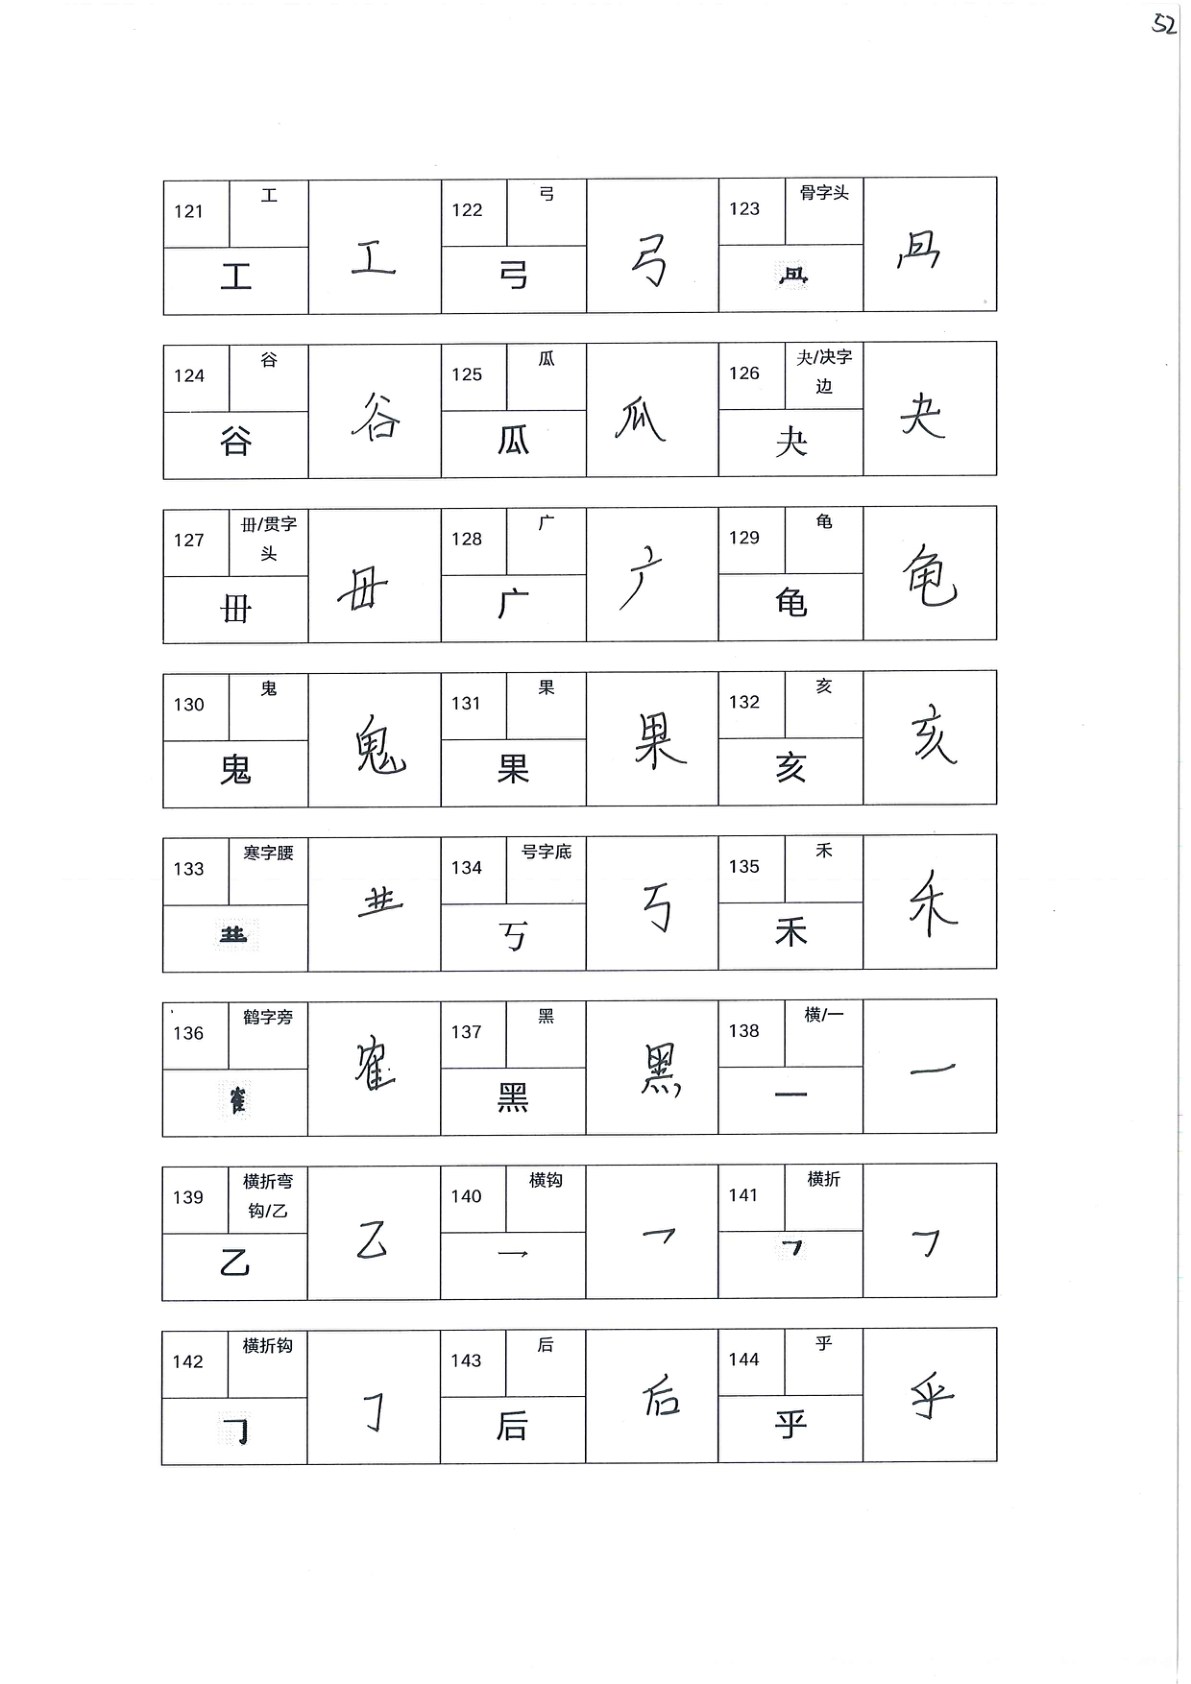 52
121 工 工 工 122 弓 弓 弓 123 骨字头
124 谷 谷 谷 125 瓜 瓜 瓜 126 夬/决字边 夬 夬
127 毌/贯字头 毌 毌 128 广 广 广 129 龟 龟 龟
130 鬼 鬼 鬼 131 果 果 果 132 亥 亥 亥
133 寒字腰 134 号字底 丂 丂 135 禾 禾 禾
136 鹤字旁 隺 隺 137 黑 黑 黑 138 横/一 一 一
139 横折弯钩/乙 乙 乙 140 横钩 乛 乛 141 横折 𠃍 𠃍
142 横折钩 𠃌 𠃌 143 后 后 后 144 乎 乎 乎